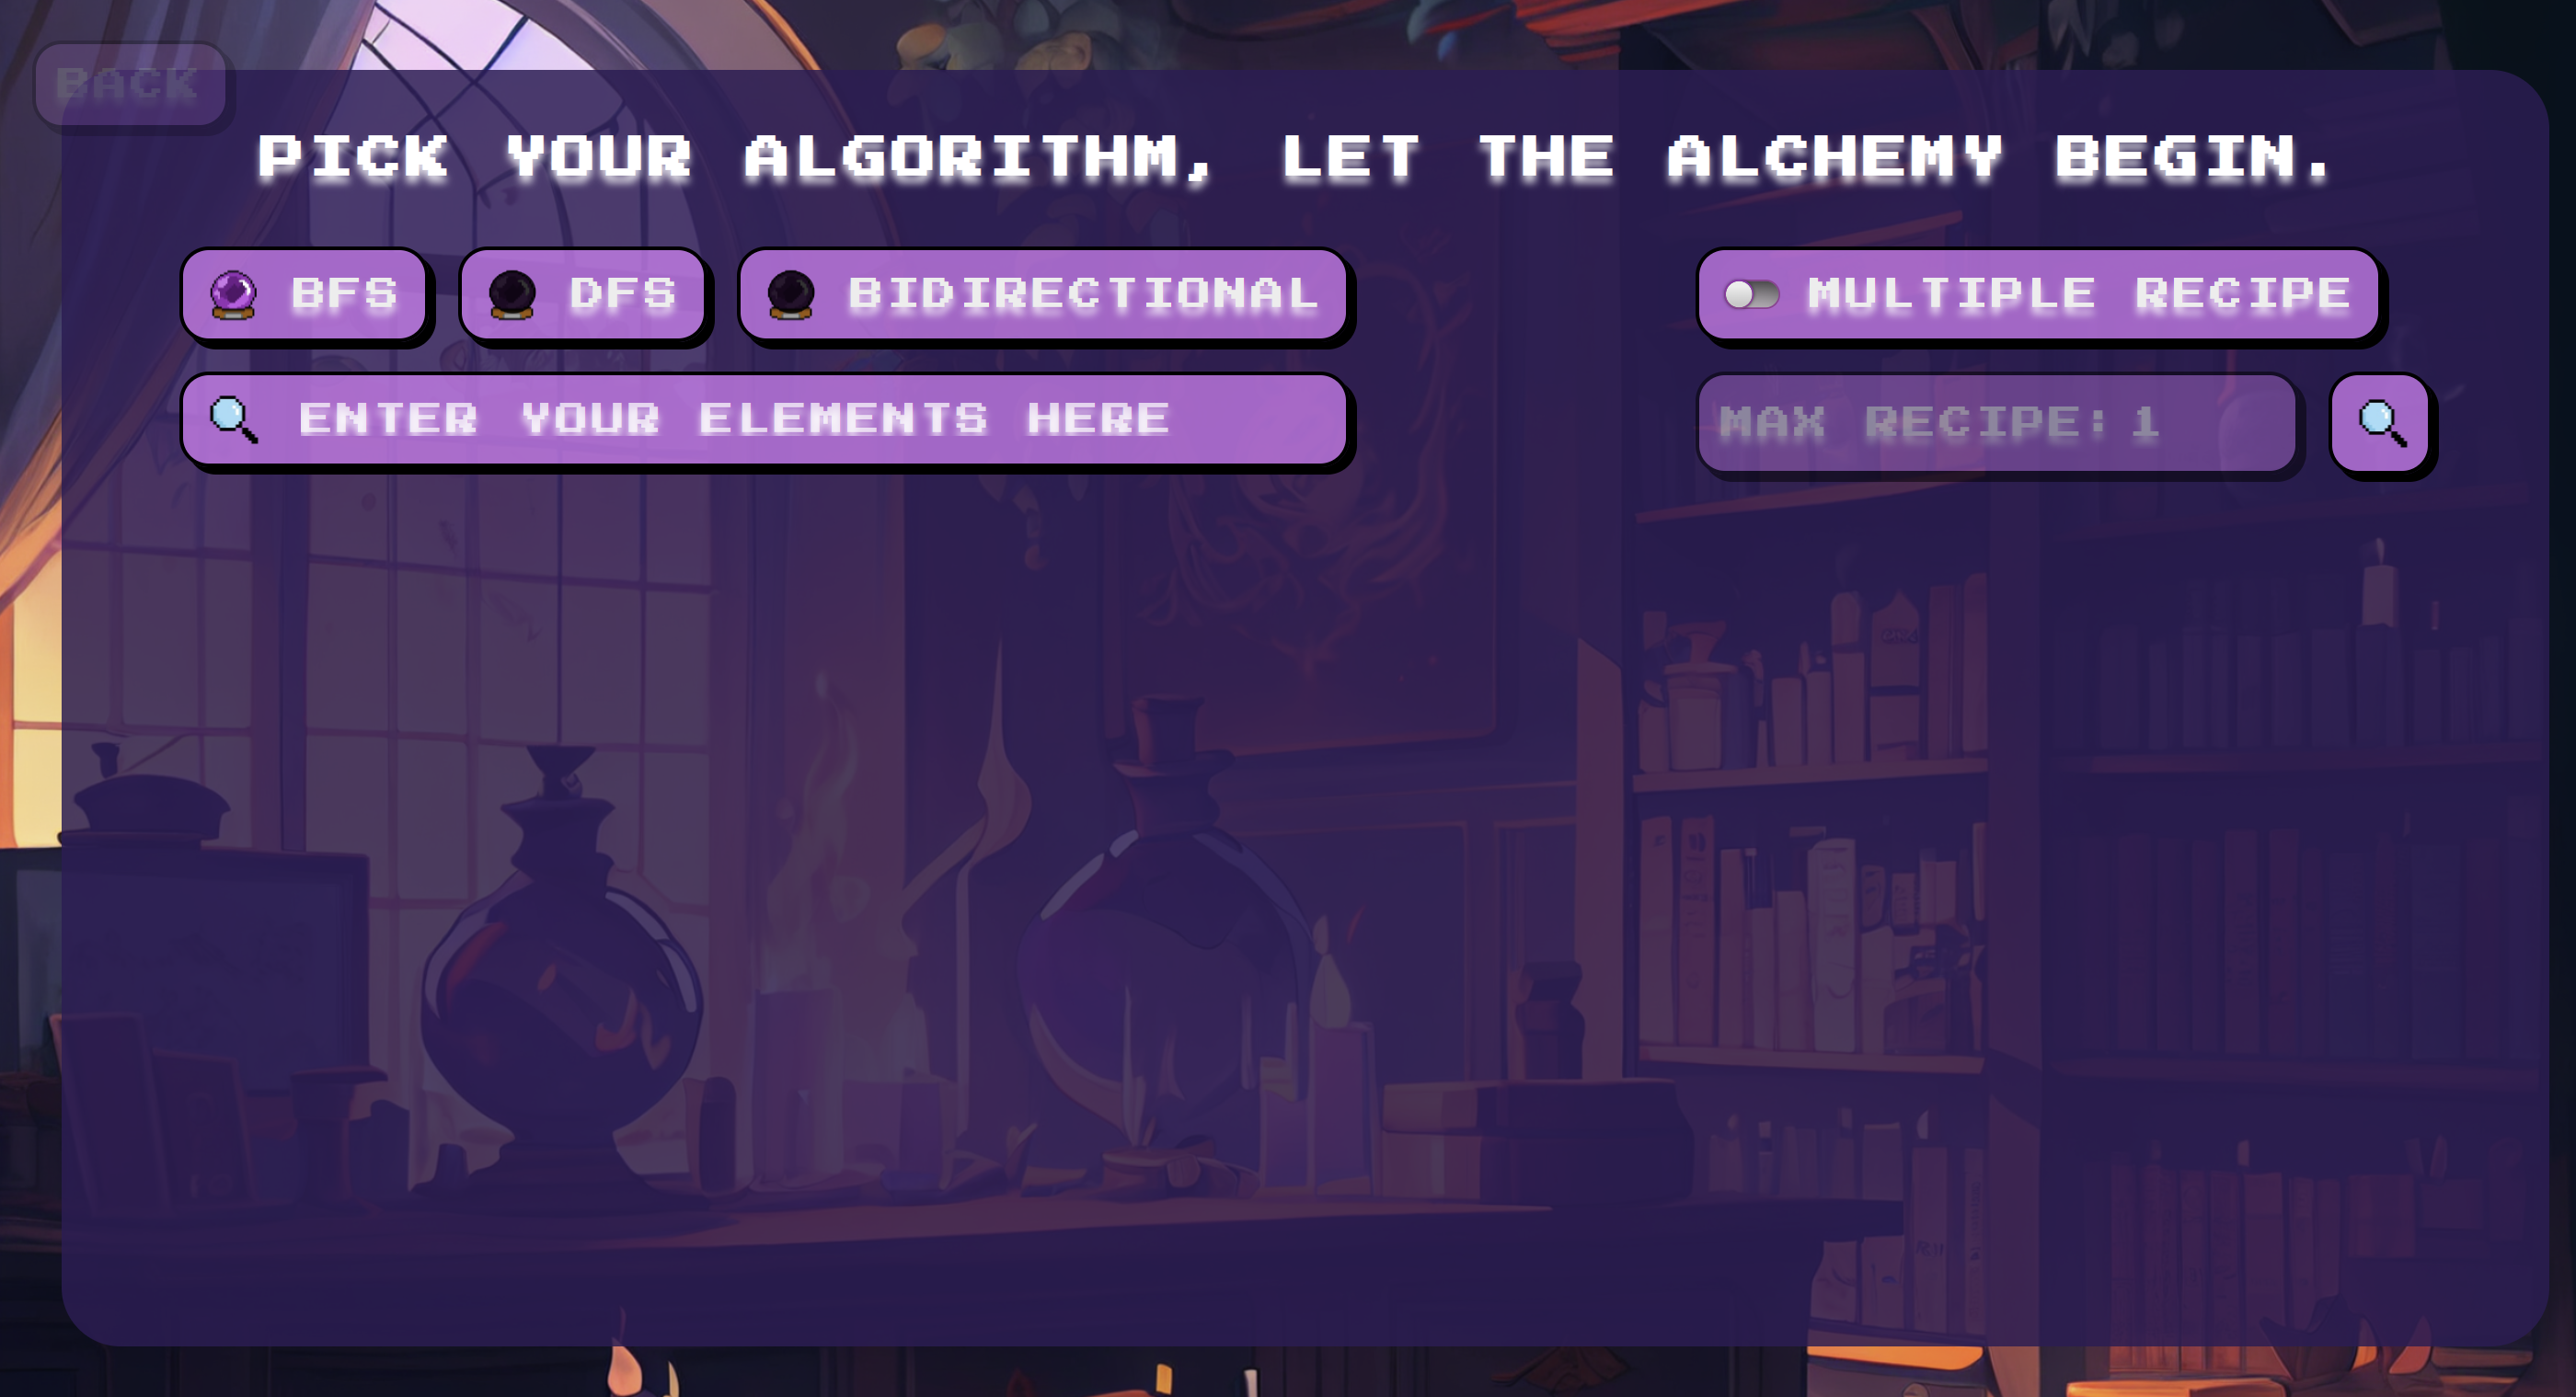 BACK
PICK YOUR ALGORITHM, LET THE ALCHEMY BEGIN.
BFS
DFS
BIDIRECTIONAL
MULTIPLE RECIPE
ENTER YOUR ELEMENTS HERE
MAX RECIPE: 1